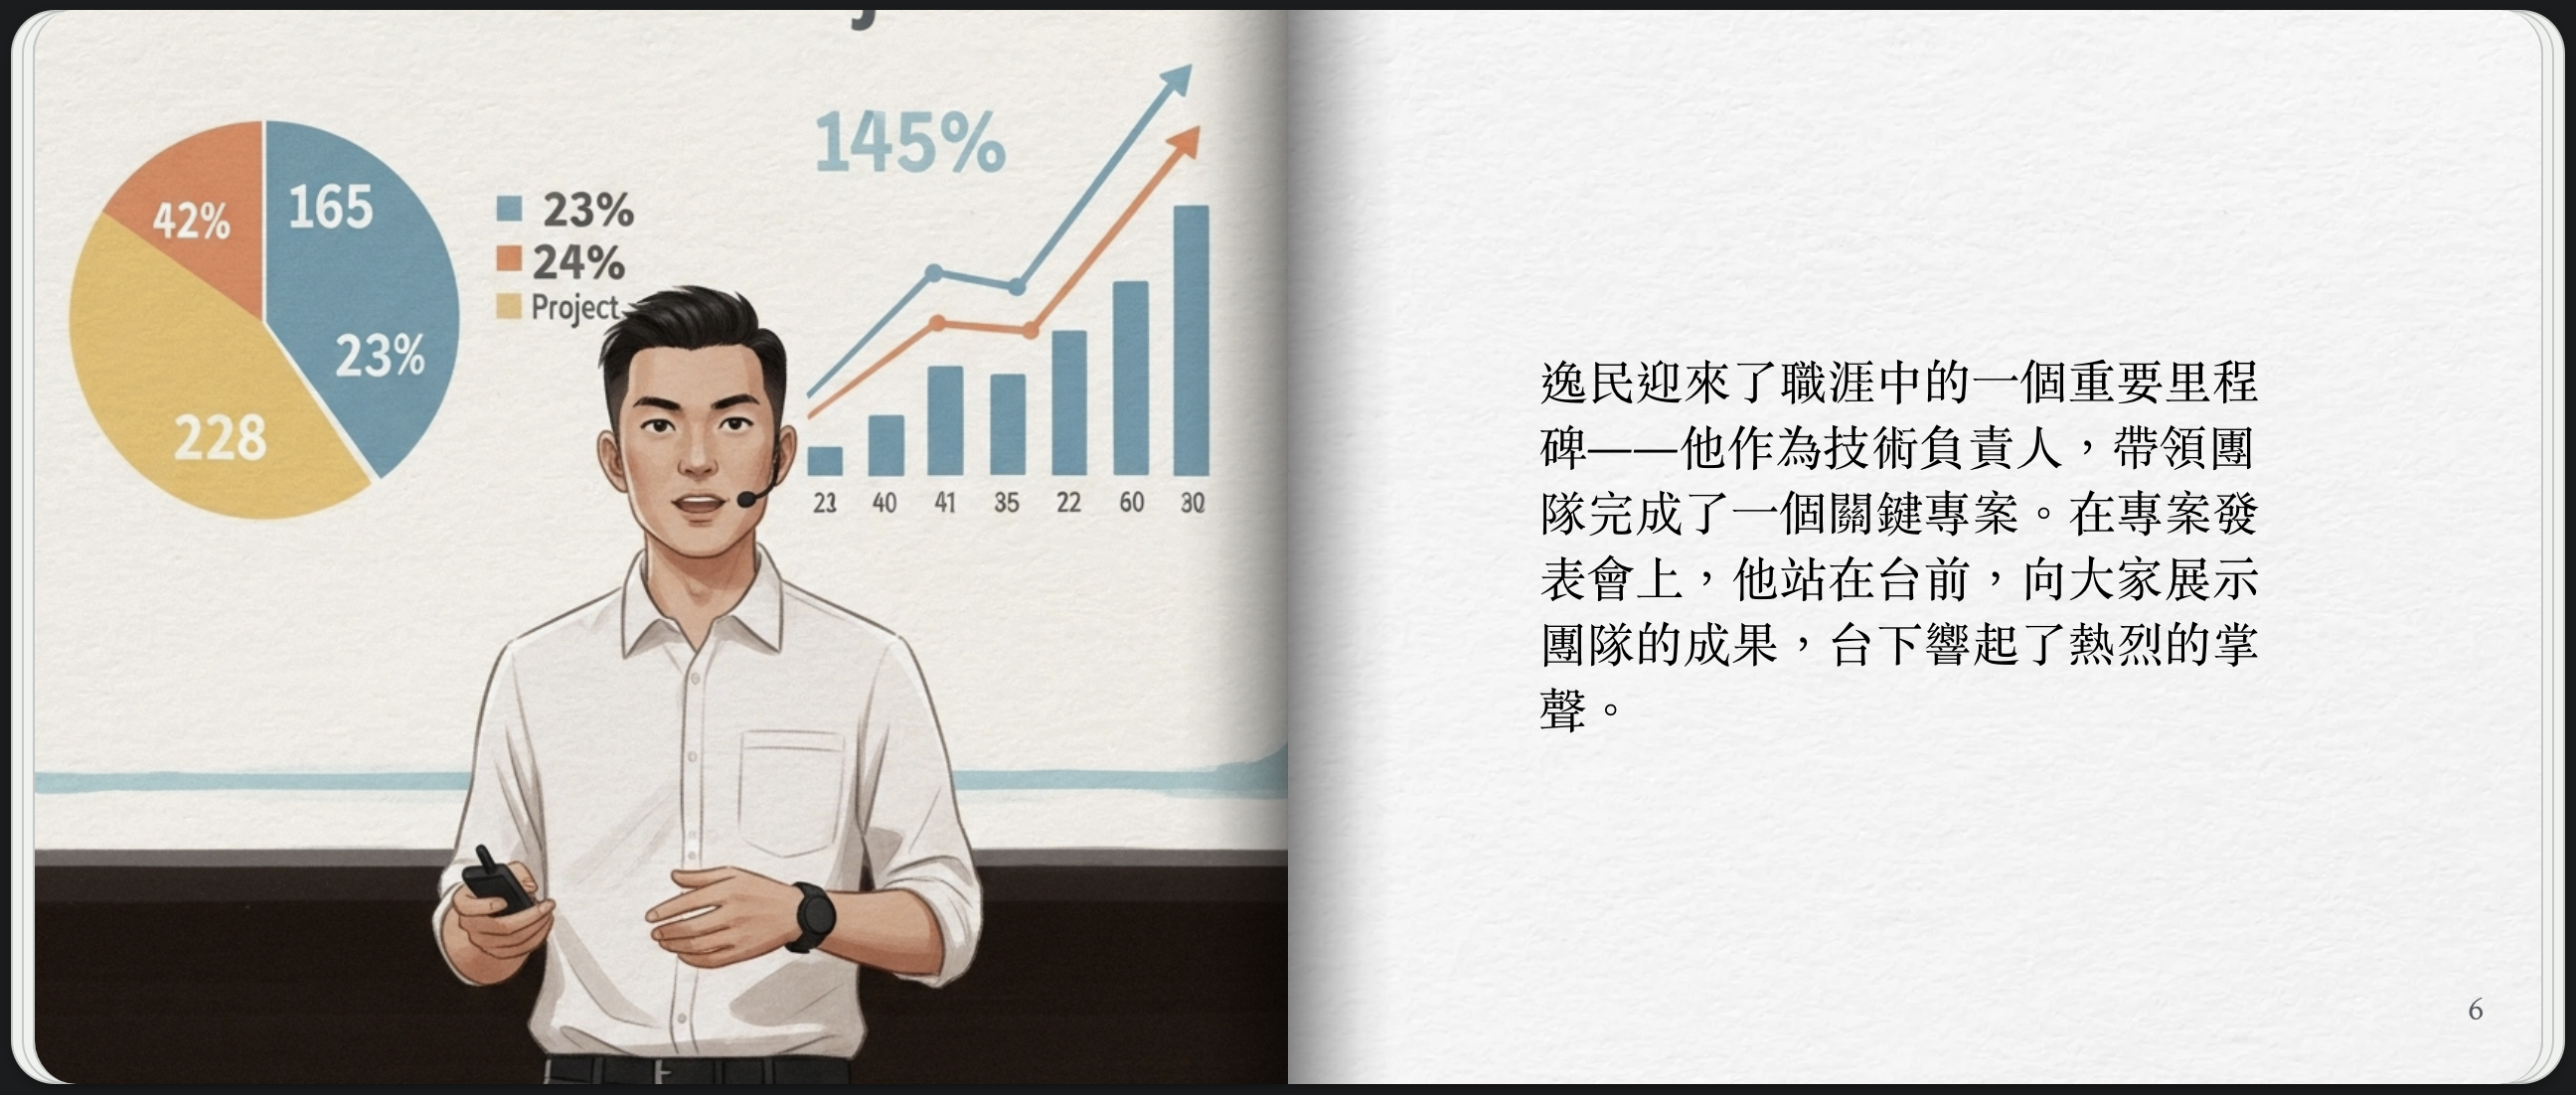 145%
165
42%
23%
228
23%
24%
Project
21
40
41
35
22
60
30
逸民迎來了職涯中的一個重要里程
碑——他作為技術負責人，帶領團
隊完成了一個關鍵專案。在專案發
表會上，他站在台前，向大家展示
團隊的成果，台下響起了熱烈的掌
聲。
6